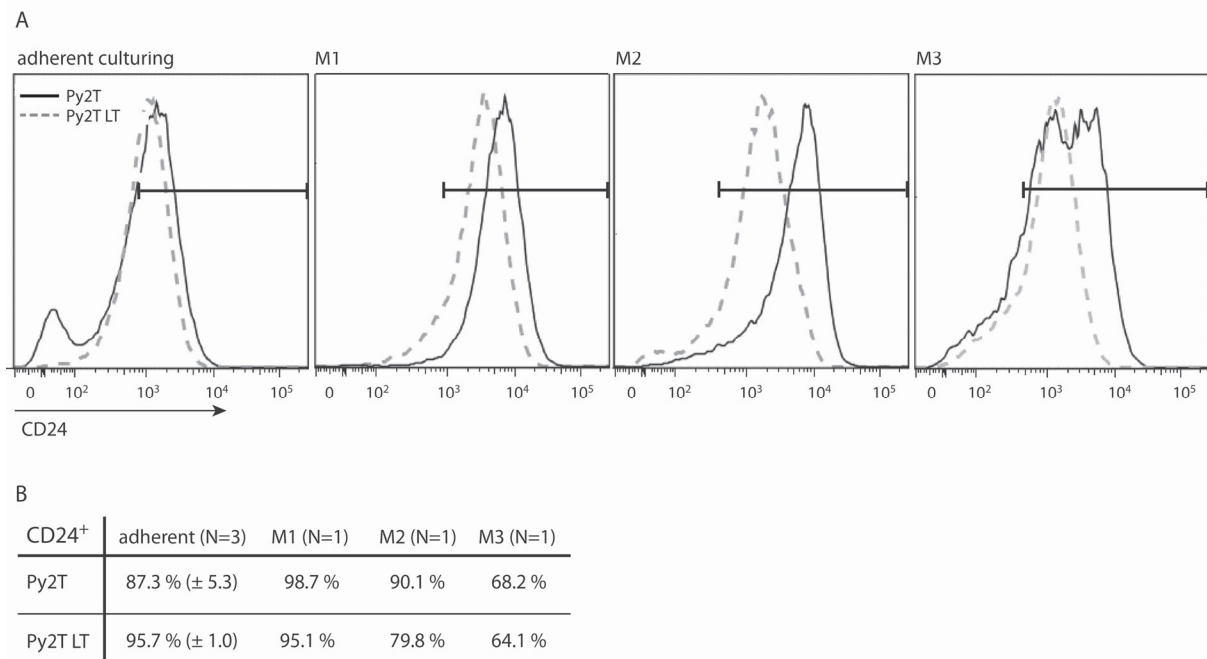 A
adherent culturing
M1
M2
M3
Py2T
Py2T LT
0 10² 10³ 10⁴ 10⁵
0 10² 10³ 10⁴ 10⁵
0 10² 10³ 10⁴ 10⁵
0 10² 10³ 10⁴ 10⁵
CD24
B
CD24⁺ adherent (N=3) M1 (N=1) M2 (N=1) M3 (N=1)
Py2T 87.3 % (± 5.3) 98.7 % 90.1 % 68.2 %
Py2T LT 95.7 % (± 1.0) 95.1 % 79.8 % 64.1 %